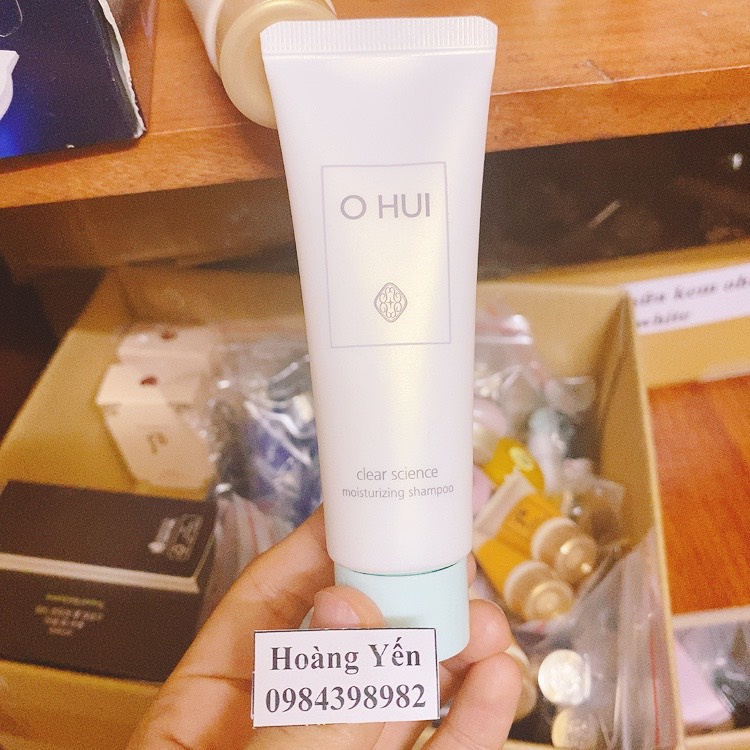 O HUI
clear science
moisturizing shampoo
Hoàng Yến
0984398982